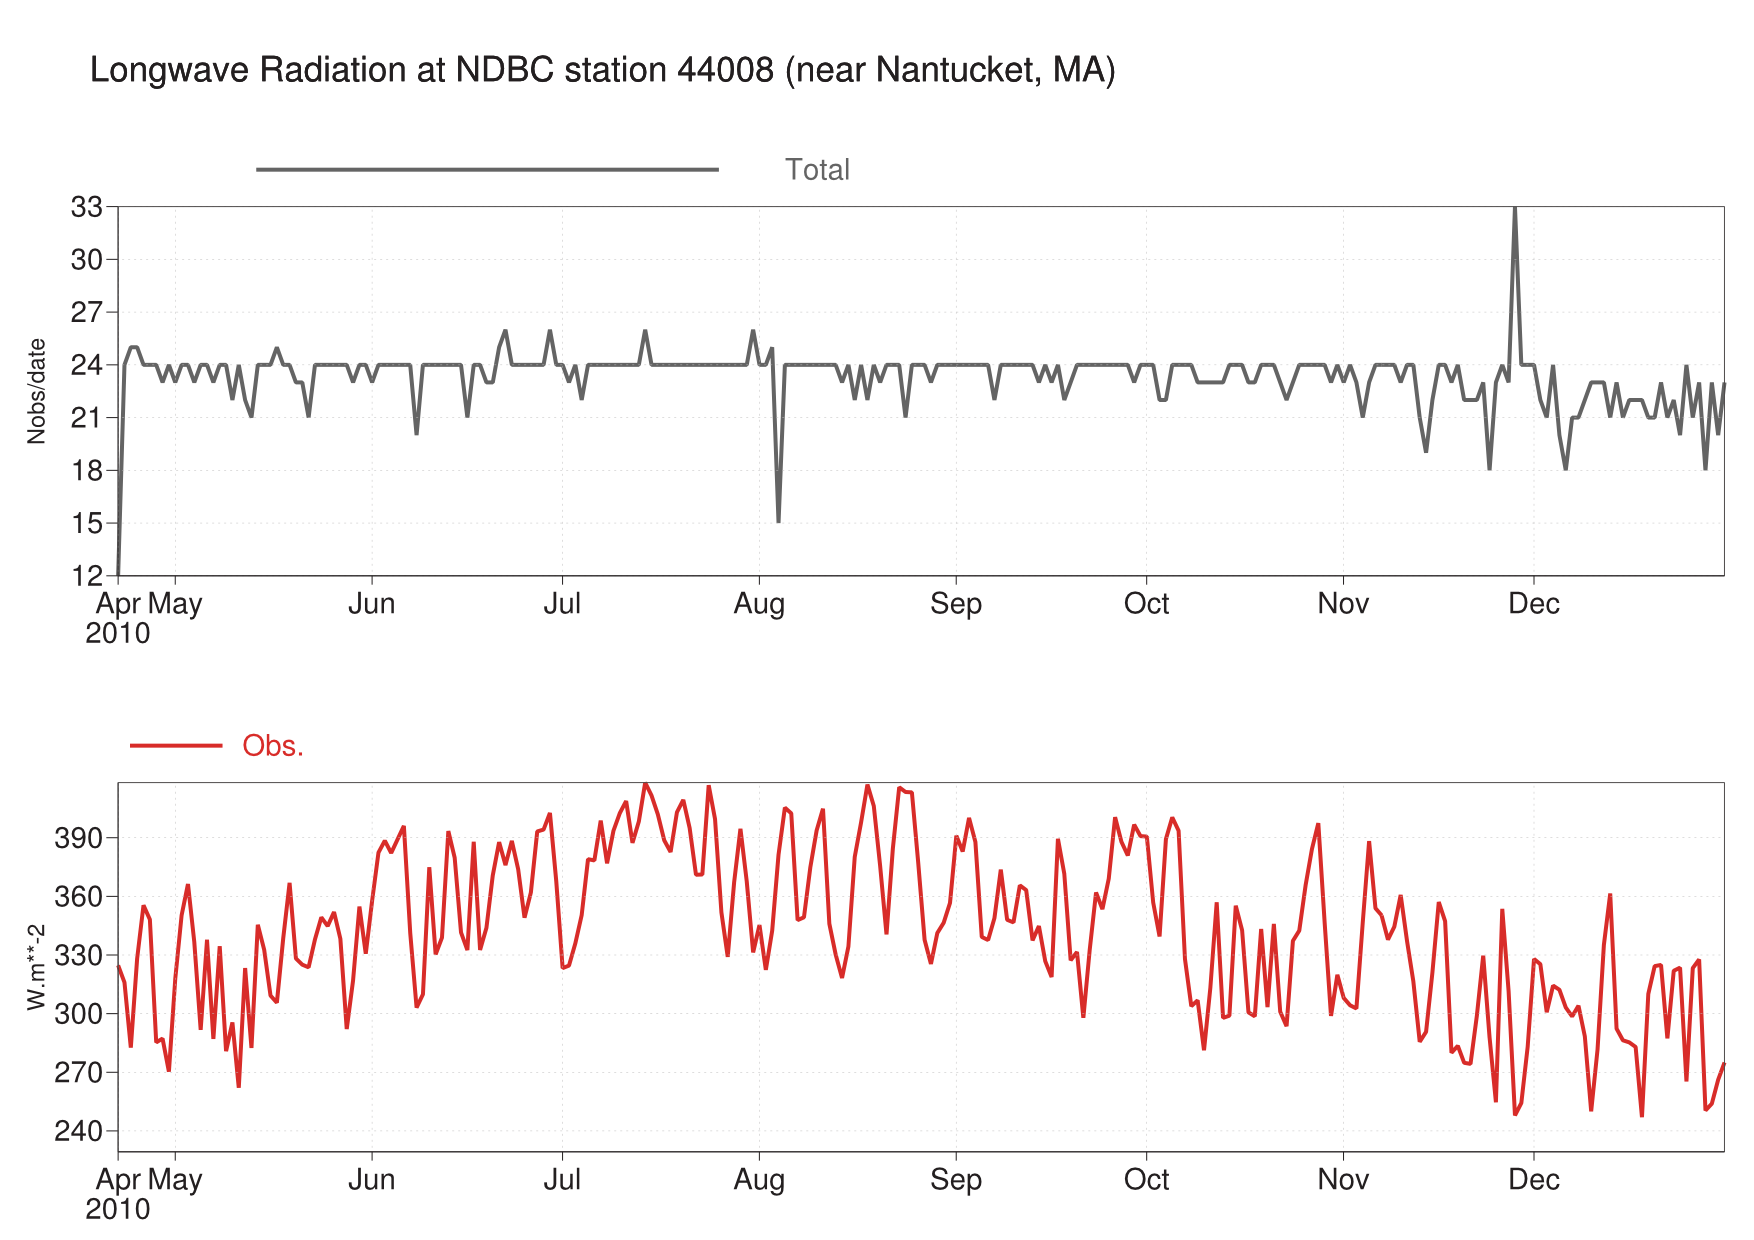 Longwave Radiation at NDBC station 44008 (near Nantucket, MA)
Total
33
30
27
24
21
18
15
12
Nobs/date
Apr May Jun Jul Aug Sep Oct Nov Dec
2010
Obs.
390
360
330
300
270
240
W.m**-2
Apr May Jun Jul Aug Sep Oct Nov Dec
2010